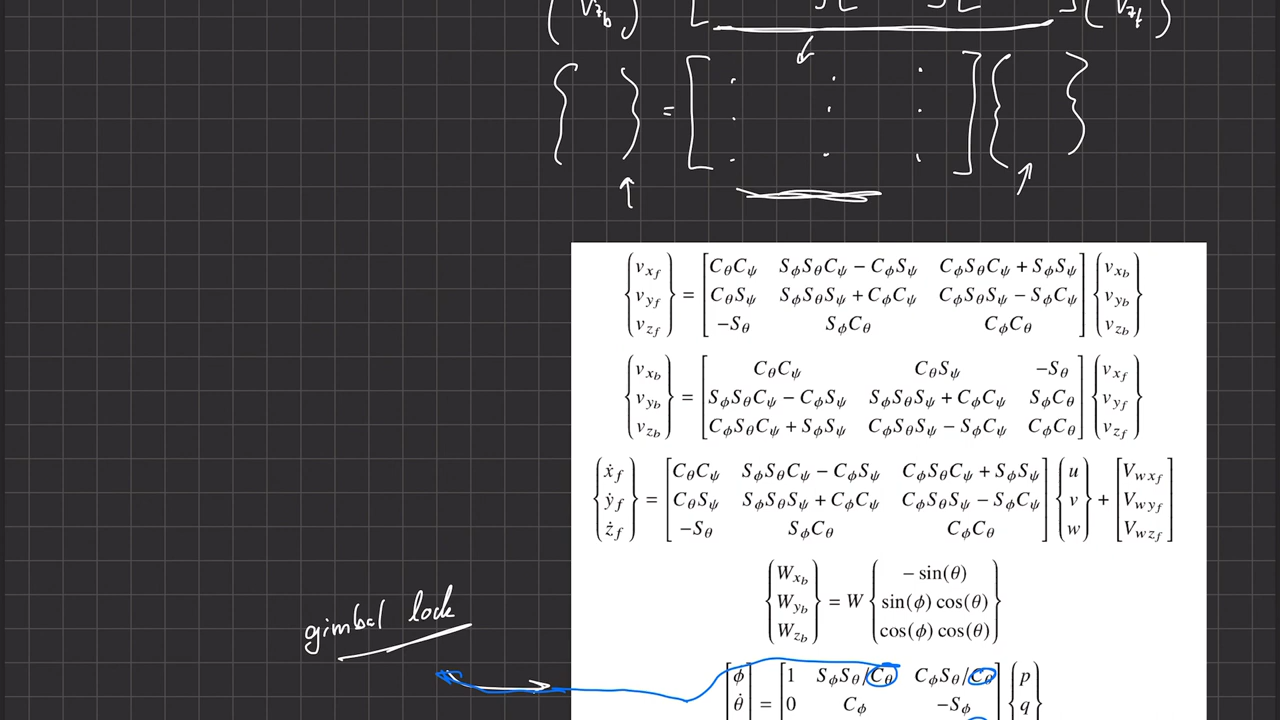 {V_{z_b}} [ ] {V_{z_f}}
{ } = [ ] { }
{v_{x_f} v_{y_f} v_{z_f}} = [C_θC_ψ S_ϕS_θC_ψ − C_ϕS_ψ C_ϕS_θC_ψ + S_ϕS_ψ; C_θS_ψ S_ϕS_θS_ψ + C_ϕC_ψ C_ϕS_θS_ψ − S_ϕC_ψ; −S_θ S_ϕC_θ C_ϕC_θ] {v_{x_b} v_{y_b} v_{z_b}}
{v_{x_b} v_{y_b} v_{z_b}} = [C_θC_ψ C_θS_ψ −S_θ; S_ϕS_θC_ψ − C_ϕS_ψ S_ϕS_θS_ψ + C_ϕC_ψ S_ϕC_θ; C_ϕS_θC_ψ + S_ϕS_ψ C_ϕS_θS_ψ − S_ϕC_ψ C_ϕC_θ] {v_{x_f} v_{y_f} v_{z_f}}
{ẋ_f ẏ_f ż_f} = [C_θC_ψ S_ϕS_θC_ψ − C_ϕS_ψ C_ϕS_θC_ψ + S_ϕS_ψ; C_θS_ψ S_ϕS_θS_ψ + C_ϕC_ψ C_ϕS_θS_ψ − S_ϕC_ψ; −S_θ S_ϕC_θ C_ϕC_θ] {u v w} + [V_{wx_f} V_{wy_f} V_{wz_f}]
{W_{x_b} W_{y_b} W_{z_b}} = W {− sin(θ) sin(ϕ) cos(θ) cos(ϕ) cos(θ)}
gimbal lock
[ϕ̇ θ̇ = [1 S_ϕS_θ/C_θ C_ϕS_θ/C_θ; 0 C_ϕ −S_ϕ {p q